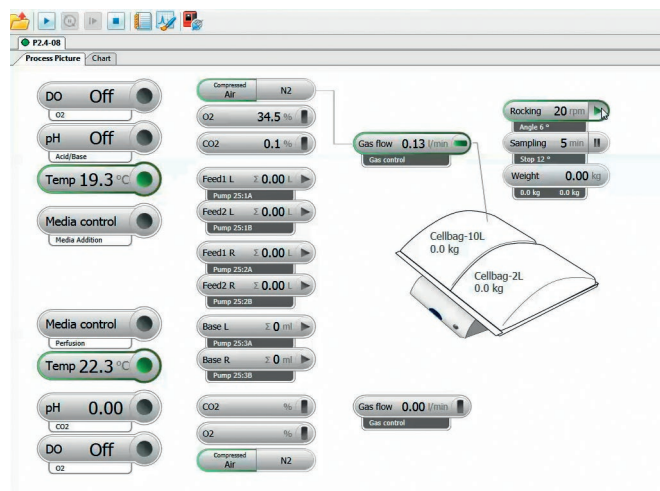 P2.4-08
Process Picture Chart
DO Off
O2
pH Off
Acid/Base
Temp 19.3 °C
Media control
Media Addition
Media control
Perfusion
Temp 22.3 °C
pH 0.00
CO2
DO Off
O2
Compressed Air N2
O2 34.5 %
CO2 0.1 %
Feed1 L Σ 0.00 L
Pump 25:1A
Feed2 L Σ 0.00 L
Pump 25:1B
Feed1 R Σ 0.00 L
Pump 25:2A
Feed2 R Σ 0.00 L
Pump 25:2B
Base L Σ 0 ml
Pump 25:3A
Base R Σ 0 ml
Pump 25:3B
CO2 %
O2 %
Compressed Air N2
Gas flow 0.13 l/min
Gas control
Gas flow 0.00 l/min
Gas control
Rocking 20 rpm
Angle 6 °
Sampling 5 min
Stop 12 °
Weight 0.00 kg
0.0 kg 0.0 kg
Cellbag-10L
0.0 kg
Cellbag-2L
0.0 kg